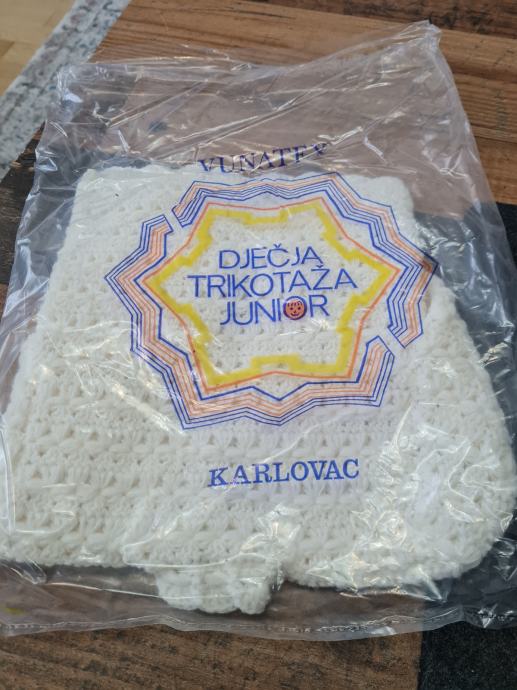 VUNATEX
DJEČJA
TRIKOTAŽA
JUNIOR
KARLOVAC